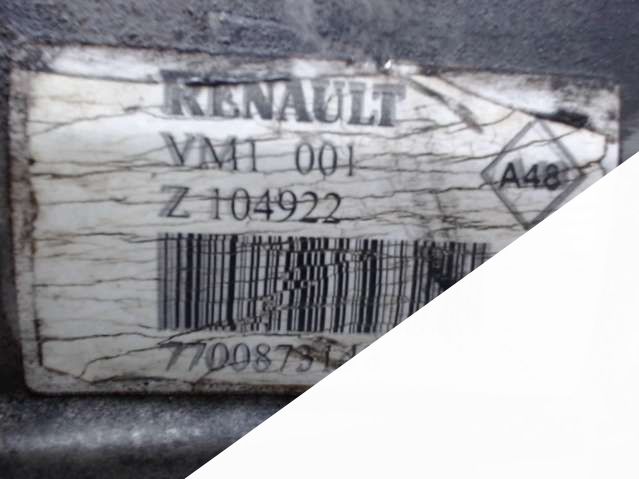 RENAULT
VM1 001
A48
Z 104922